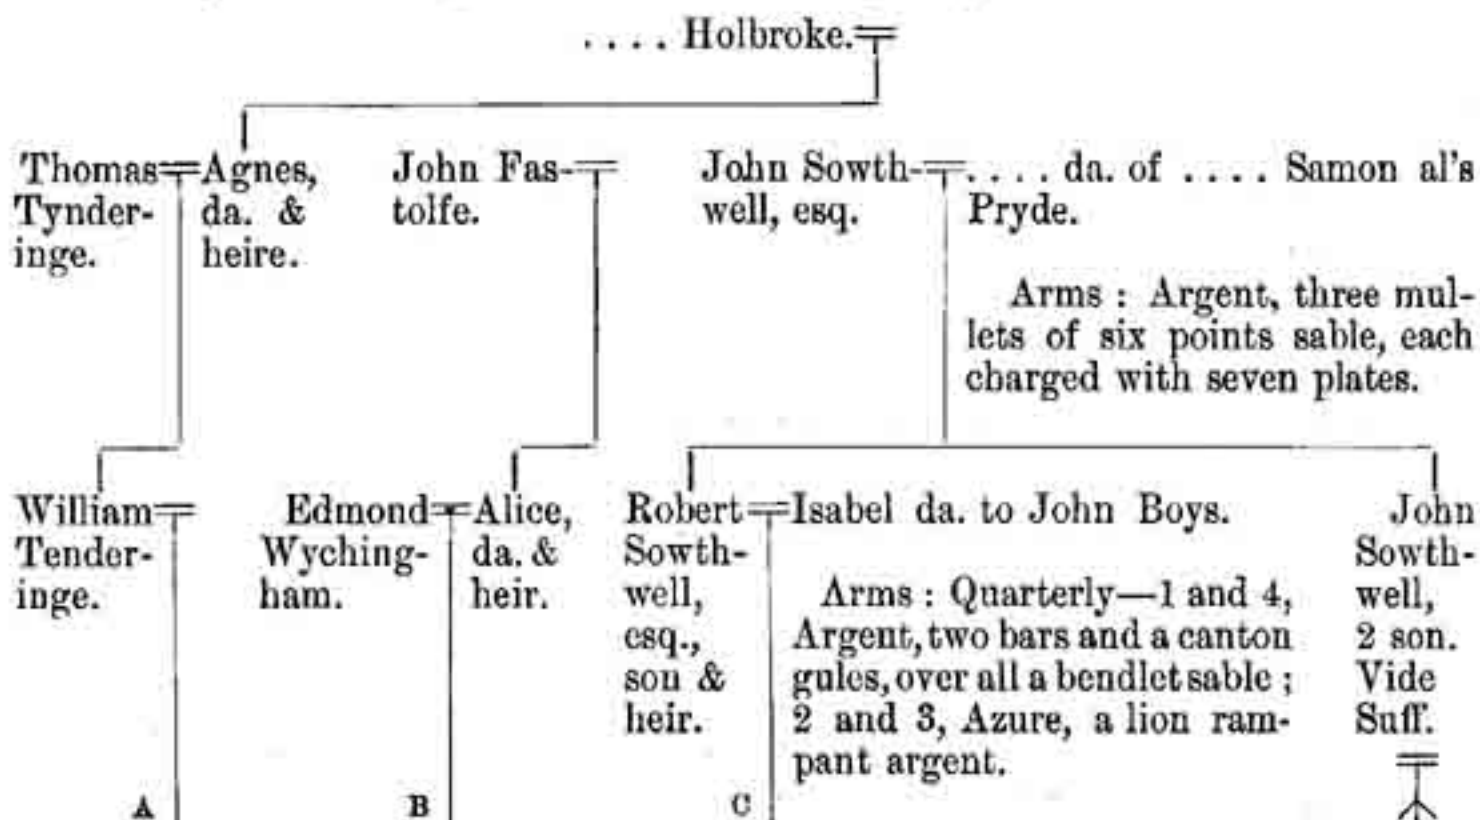 .... Holbroke.
Thomas Agnes, John Fas- John Sowth- .... da. of .... Samon al's
Tynder- da. & tolfe. well, esq. Pryde.
inge. heire.
Arms : Argent, three mul-
lets of six points sable, each
charged with seven plates.
William Edmond Alice, Robert Isabel da. to John Boys. John
Tender- Wyching- da. & Sowth- Sowth-
inge. ham. heir. well, Arms : Quarterly—1 and 4, well,
esq., Argent, two bars and a canton 2 son.
son & gules, over all a bendlet sable ; Vide
heir. 2 and 3, Azure, a lion ram- Suff.
pant argent.
A B C